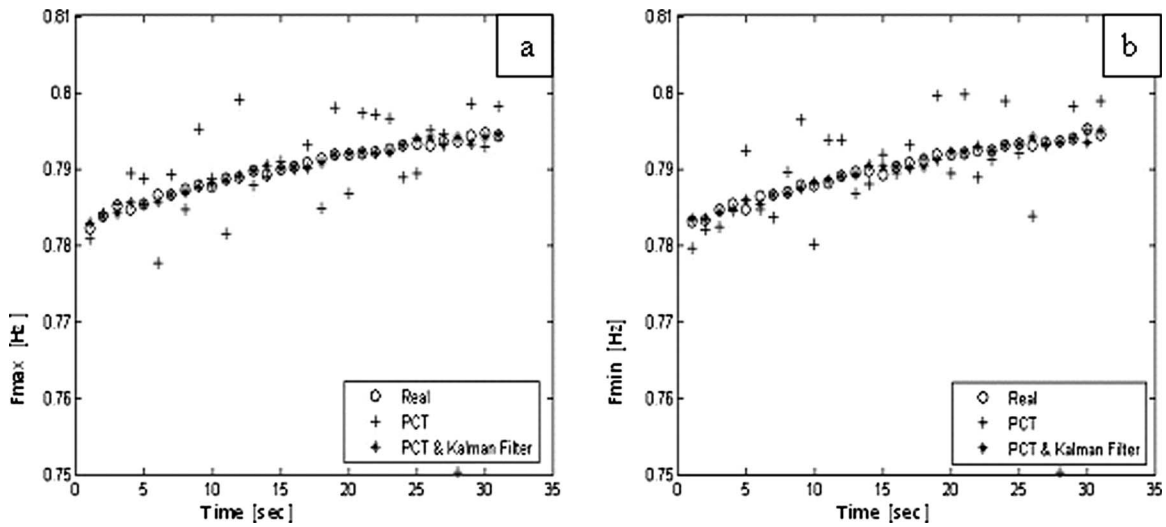 a
0.81
0.8
0.79
0.78
0.77
0.76
0.75
Fmax [Hz]
0 5 10 15 20 25 30 35
Time [sec]
Real
PCT
PCT & Kalman Filter
b
0.81
0.8
0.79
0.78
0.77
0.76
0.75
Fmin [Hz]
0 5 10 15 20 25 30 35
Time [sec]
Real
PCT
PCT & Kalman Filter